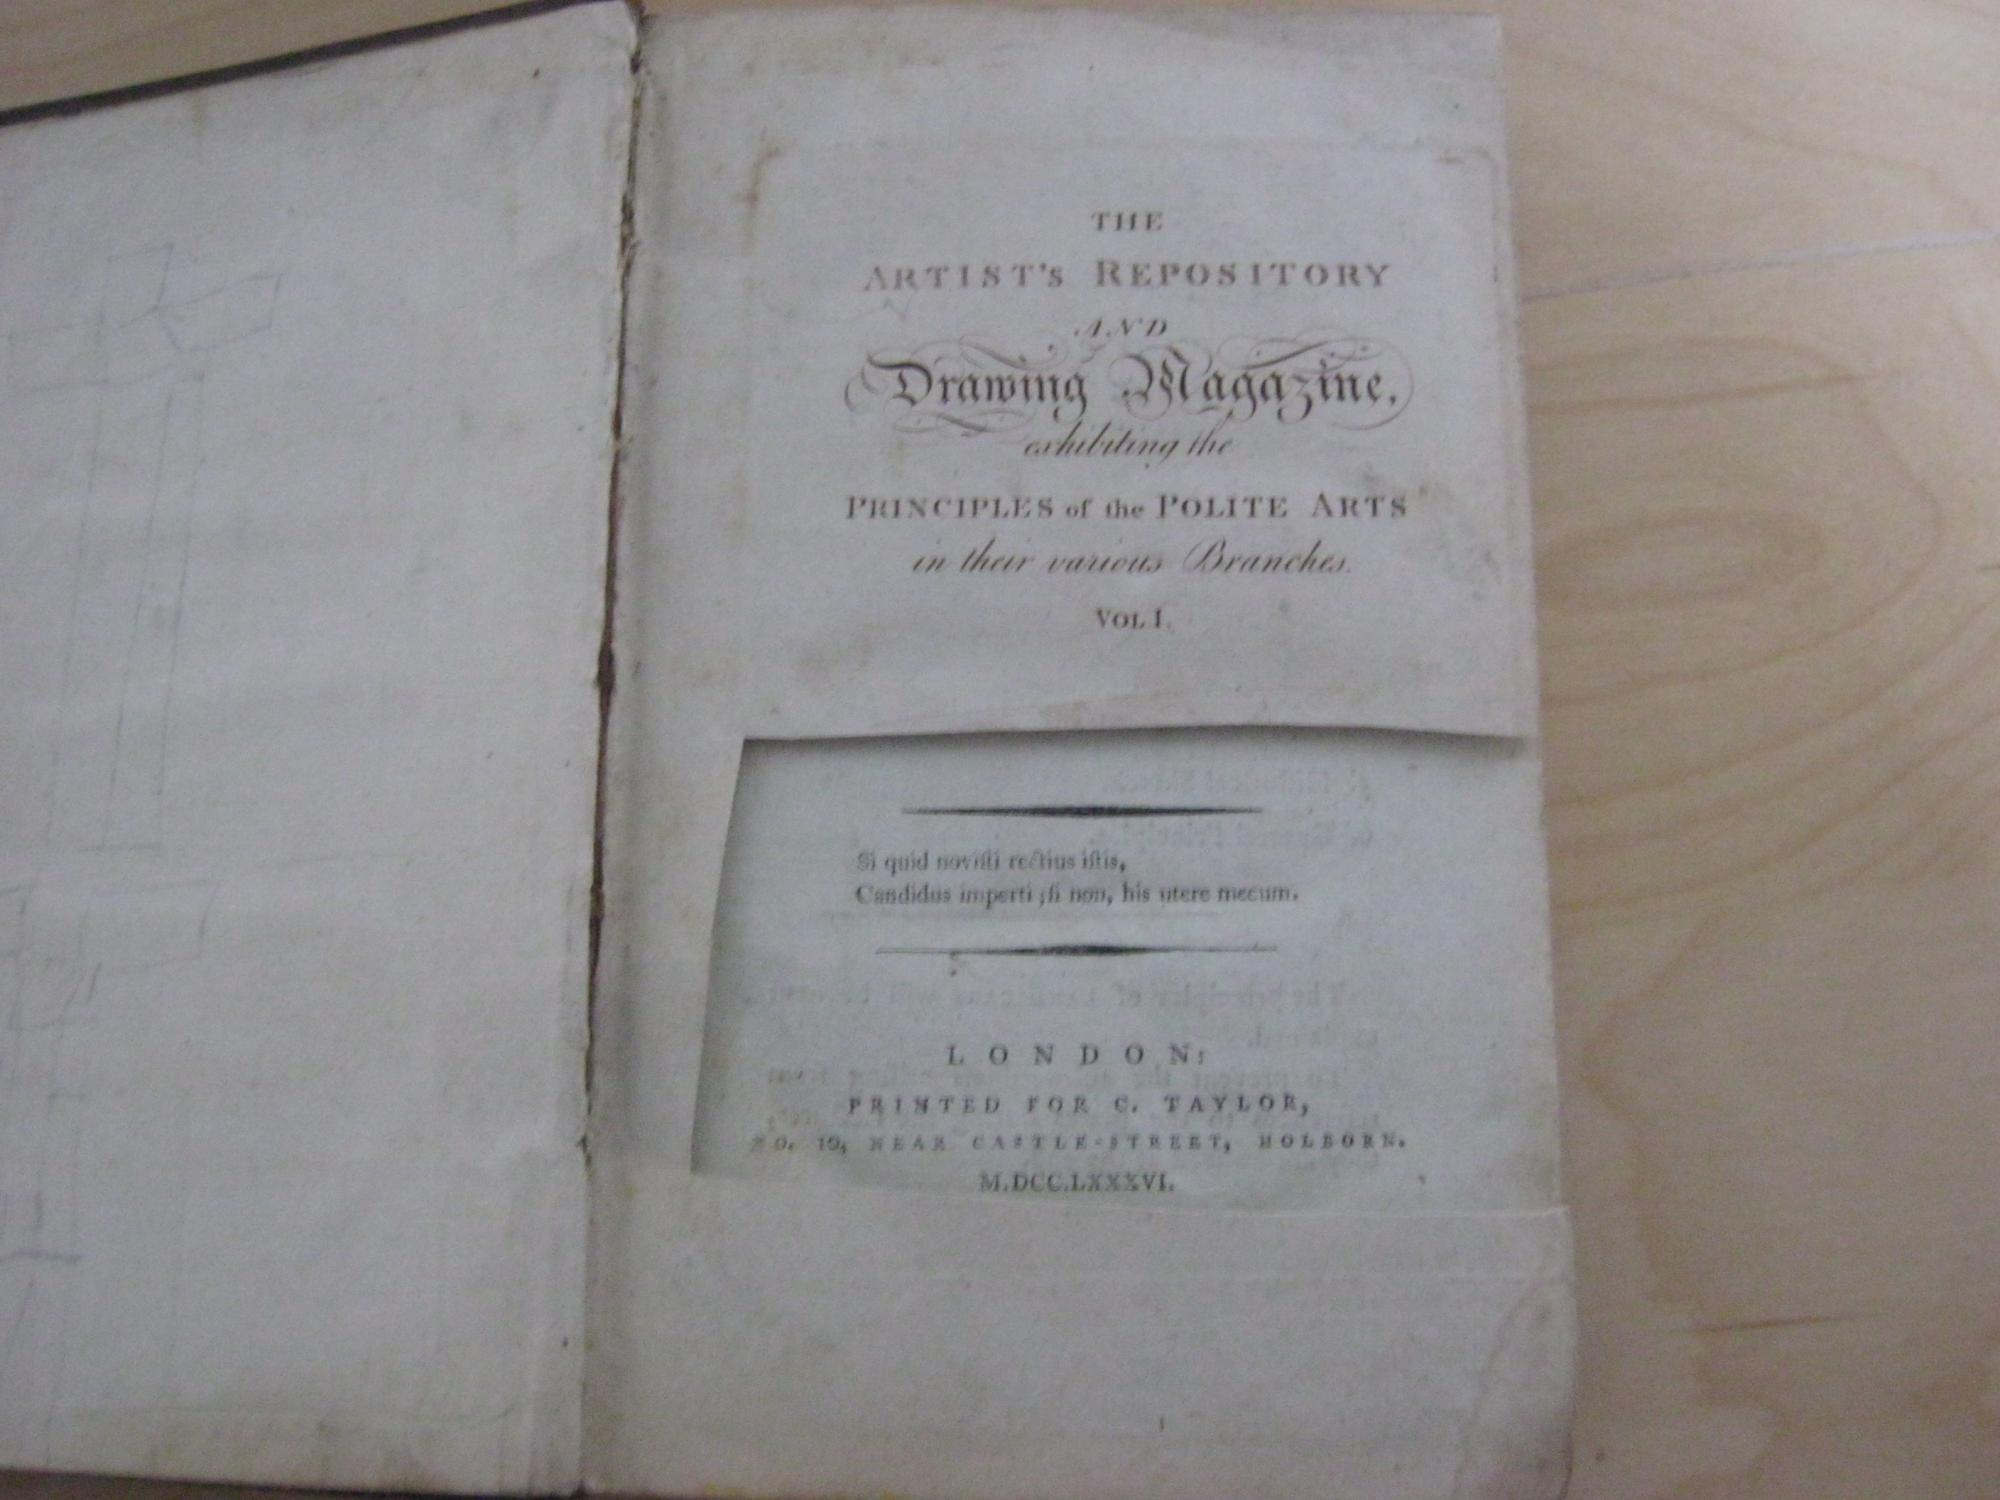 THE
ARTIST'S REPOSITORY
AND
Drawing Magazine,
exhibiting the
PRINCIPLES of the POLITE ARTS
in their various Branches.
VOL I.
Si quid noviſti rectius iſtis,
Candidus imperti ;ſi non, his utere mecum.
LONDON:
PRINTED FOR C. TAYLOR,
NO. 10, NEAR CASTLE-STREET, HOLBORN.
M.DCC.LXXXVI.